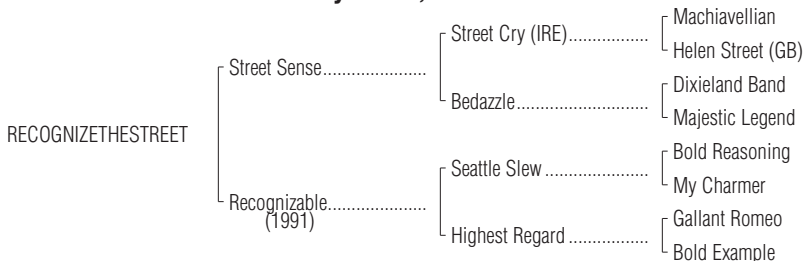 Machiavellian
Street Cry (IRE)
Helen Street (GB)
Street Sense
Dixieland Band
Bedazzle
Majestic Legend
RECOGNIZETHESTREET
Bold Reasoning
Seattle Slew
My Charmer
Recognizable
(1991)
Gallant Romeo
Highest Regard
Bold Example